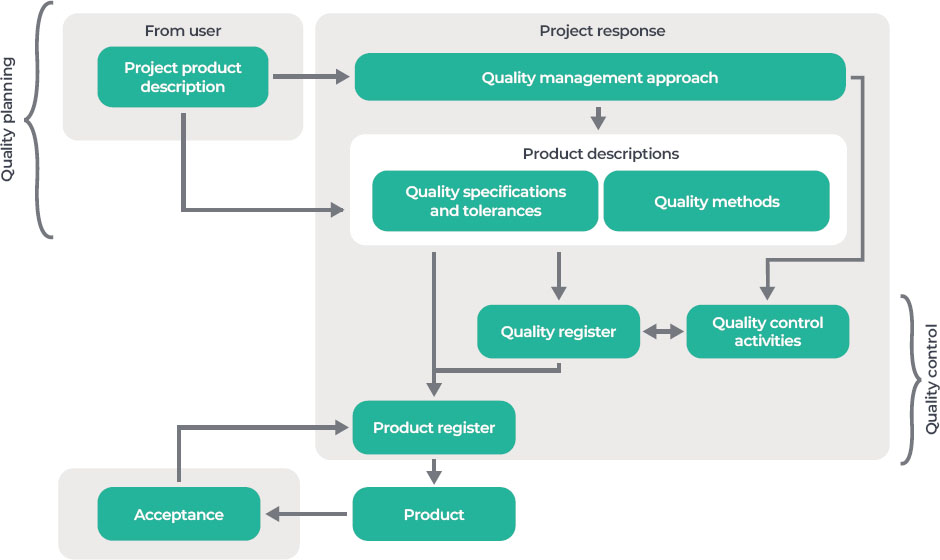 From user
Project response
Project product
description
Quality management approach
Quality planning
Product descriptions
Quality specifications
and tolerances
Quality methods
Quality register
Quality control
activities
Quality control
Product register
Acceptance
Product